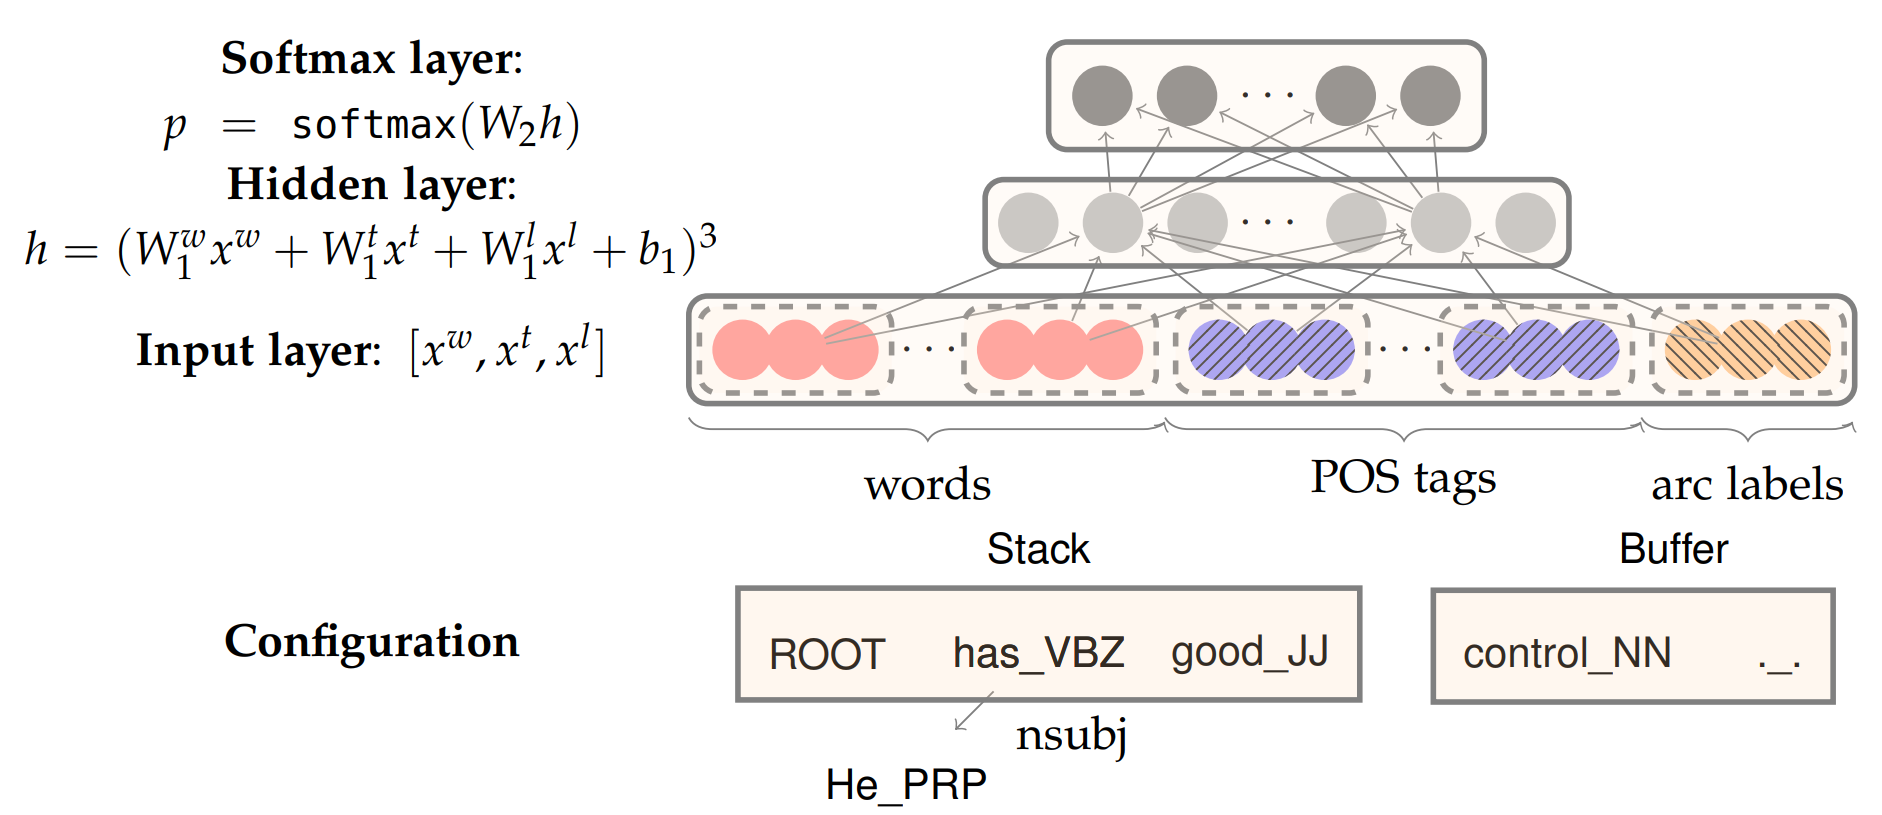 Softmax layer:
p = softmax(W₂h)
Hidden layer:
h = (W₁ʷxʷ + W₁ᵗxᵗ + W₁ˡxˡ + b₁)³
Input layer: [xʷ, xᵗ, xˡ]
· · ·
· · ·
· · ·
· · ·
words
POS tags
arc labels
Stack
Buffer
Configuration
ROOT has_VBZ good_JJ
control_NN ._.
nsubj
He_PRP